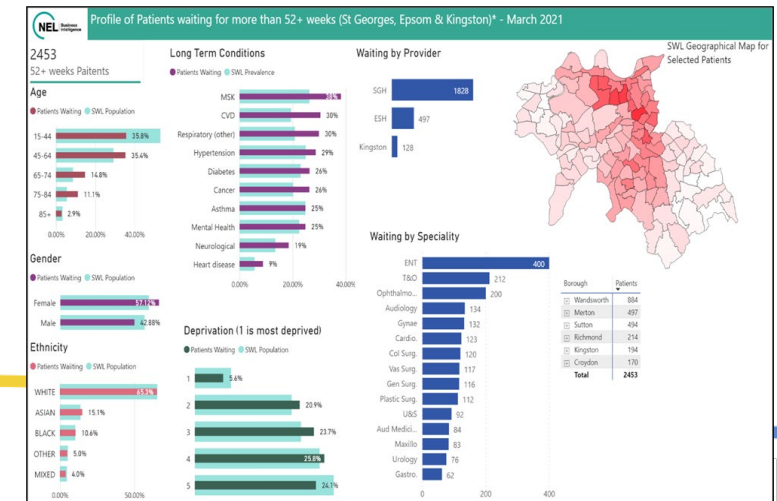 NEL Business Intelligence
Profile of Patients waiting for more than 52+ weeks (St Georges, Epsom & Kingston)* - March 2021
2453
52+ weeks Paitents
Age
Patients Waiting SWL Population
15-44 35.8%
45-64 35.4%
65-74 14.8%
75-84 11.1%
85+ 2.9%
0.00% 20.00% 40.00%
Gender
Patients Waiting SWL Population
Female 57.12%
Male 42.88%
Ethnicity
Patients Waiting SWL Population
WHITE 65.3%
ASIAN 15.1%
BLACK 10.6%
OTHER 5.0%
MIXED 4.0%
0.00% 50.00%
Long Term Conditions
Patients Waiting SWL Prevalence
MSK 38%
CVD 30%
Respiratory (other) 30%
Hypertension 29%
Diabetes 26%
Cancer 26%
Asthma 25%
Mental Health 25%
Neurological 19%
Heart disease 9%
0.00% 20.00% 40.00%
Deprivation (1 is most deprived)
Patients Waiting SWL Population
1 5.6%
2 20.9%
3 23.7%
4 25.8%
5 24.1%
Waiting by Provider
SGH 1828
ESH 497
Kingston 128
Waiting by Speciality
ENT 400
T&O 212
Ophthalmo... 200
Audiology 134
Gynae 132
Cardio. 123
Col Surg. 120
Vas Surg. 117
Gen Surg. 116
Plastic Surg. 112
U&S 92
Aud Medici... 84
Maxillo 83
Urology 76
Gastro. 62
0 200 400
SWL Geographical Map for
Selected Patients
Borough Patients
Wandsworth 884
Merton 497
Sutton 494
Richmond 214
Kingston 194
Croydon 170
Total 2453